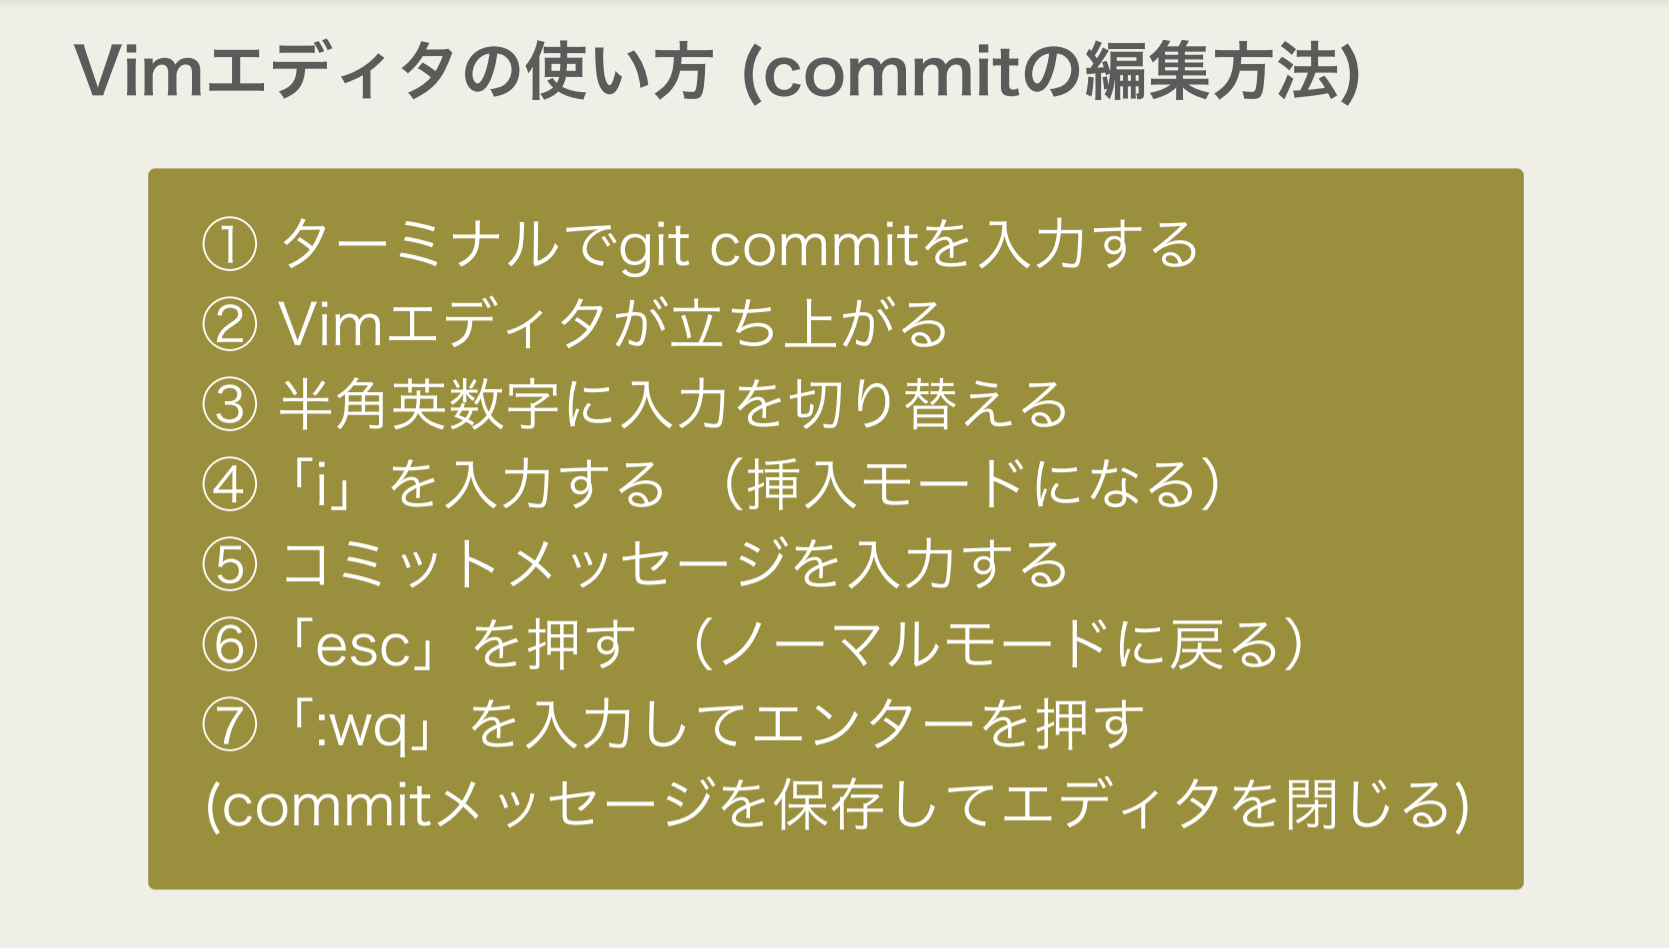 Vimエディタの使い方 (commitの編集方法)
① ターミナルでgit commitを入力する
② Vimエディタが立ち上がる
③ 半角英数字に入力を切り替える
④「i」を入力する （挿入モードになる）
⑤ コミットメッセージを入力する
⑥「esc」を押す （ノーマルモードに戻る）
⑦「:wq」を入力してエンターを押す
(commitメッセージを保存してエディタを閉じる)